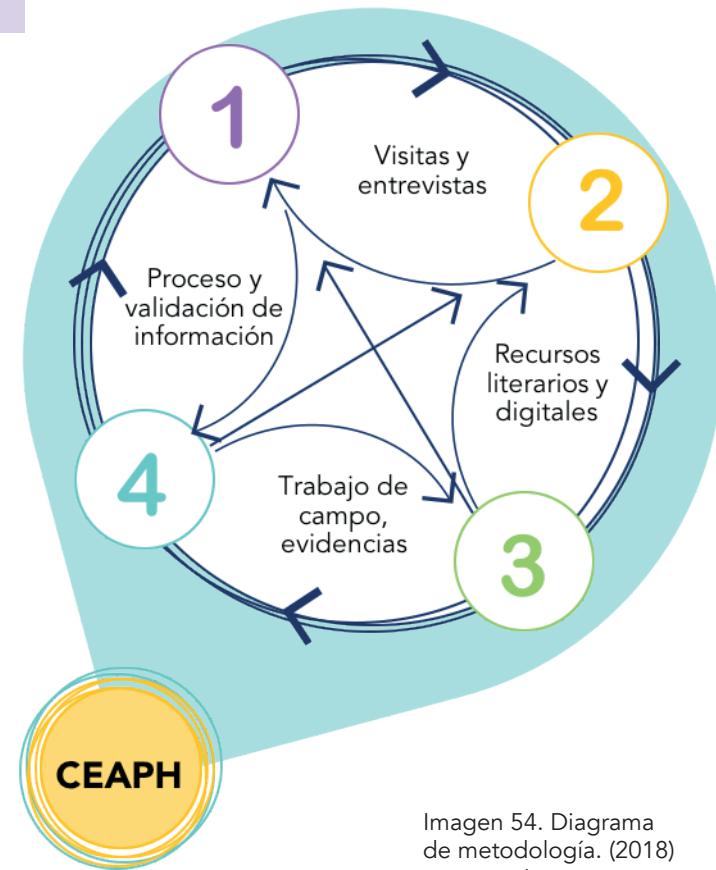 1
Visitas y
entrevistas
2
Proceso y
validación de
información
Recursos
literarios y
digitales
4
Trabajo de
campo,
evidencias
3
CEAPH
Imagen 54. Diagrama
de metodología. (2018)